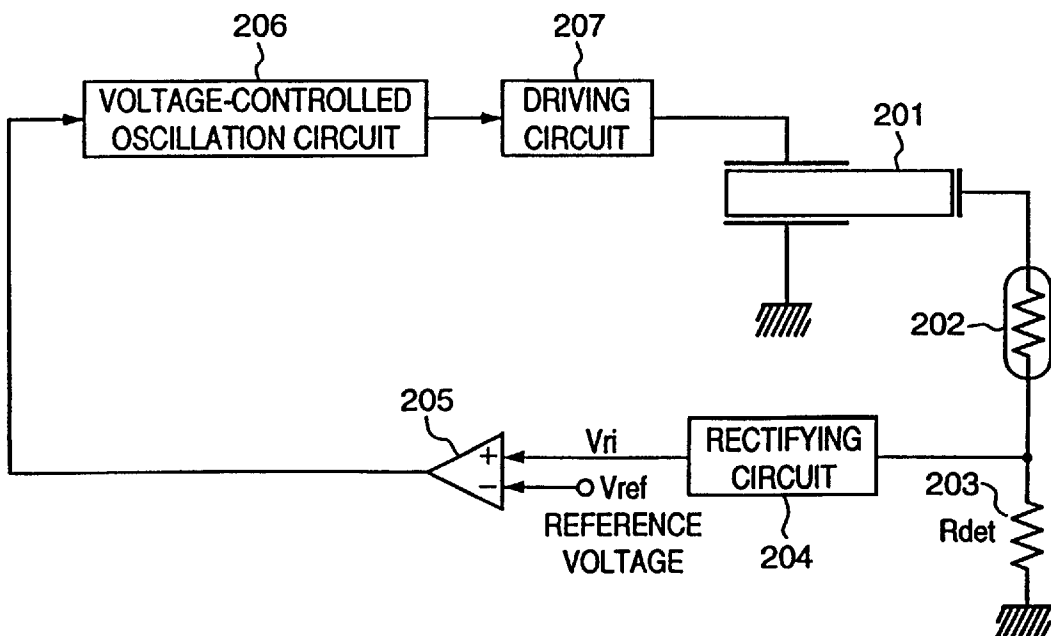 206
207
VOLTAGE-CONTROLLED
OSCILLATION CIRCUIT
DRIVING
CIRCUIT
201
202
205
+
−
Vri
Vref
REFERENCE
VOLTAGE
RECTIFYING
CIRCUIT
204
203
Rdet